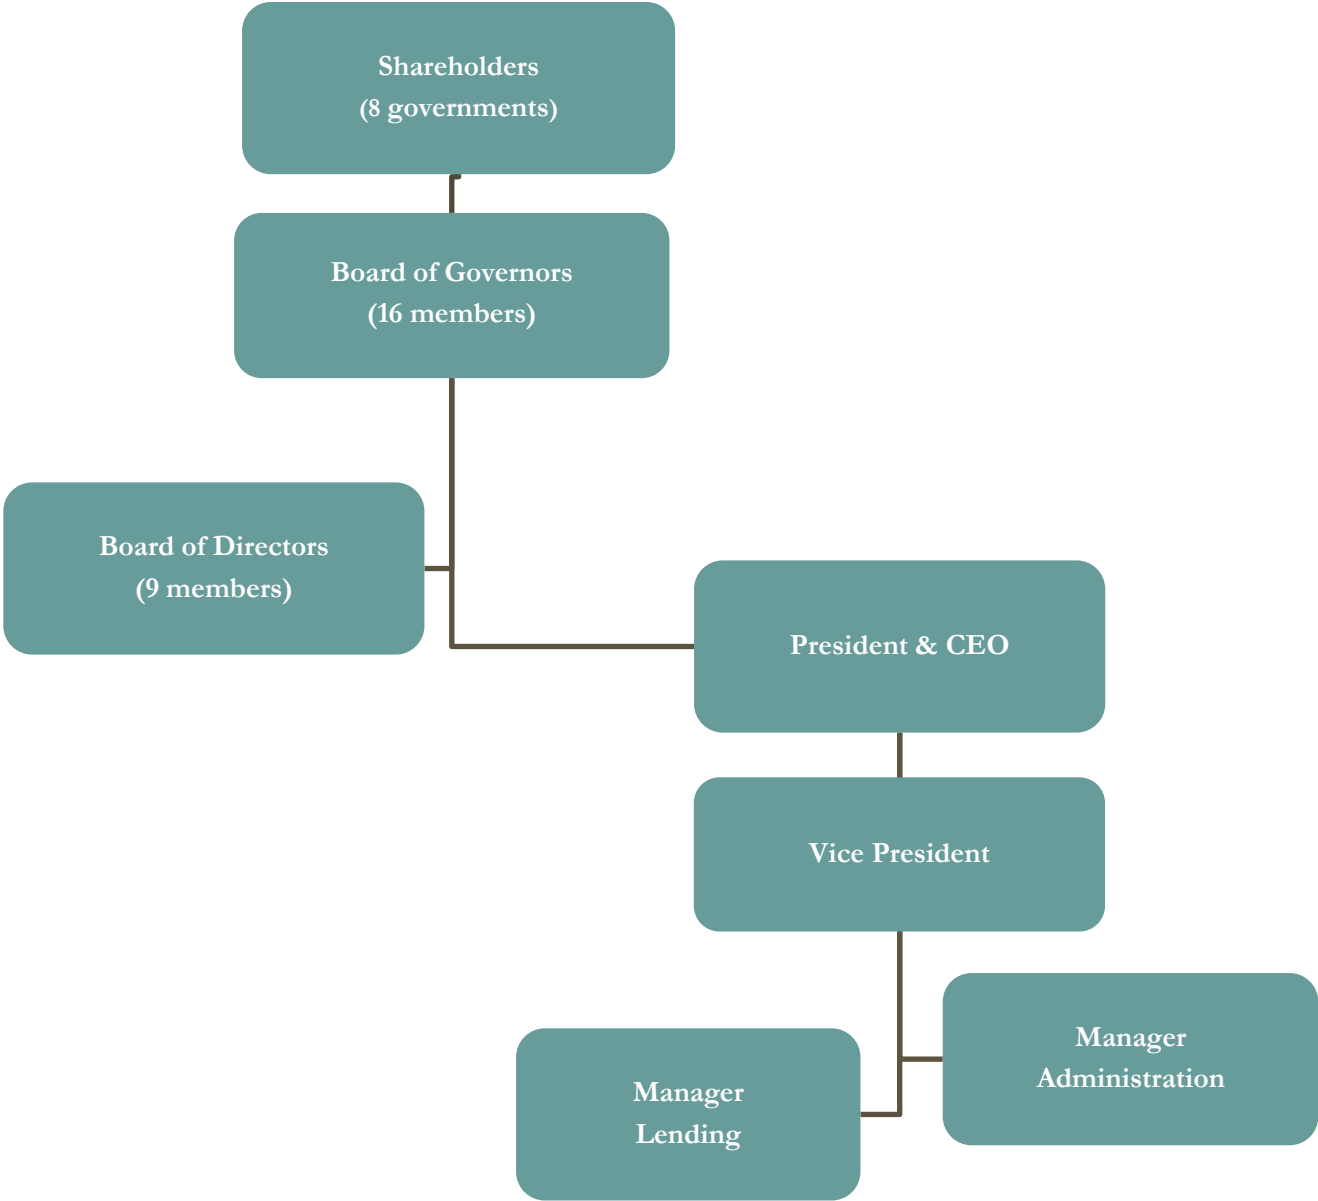 Shareholders
(8 governments)
Board of Governors
(16 members)
Board of Directors
(9 members)
President & CEO
Vice President
Manager
Administration
Manager
Lending